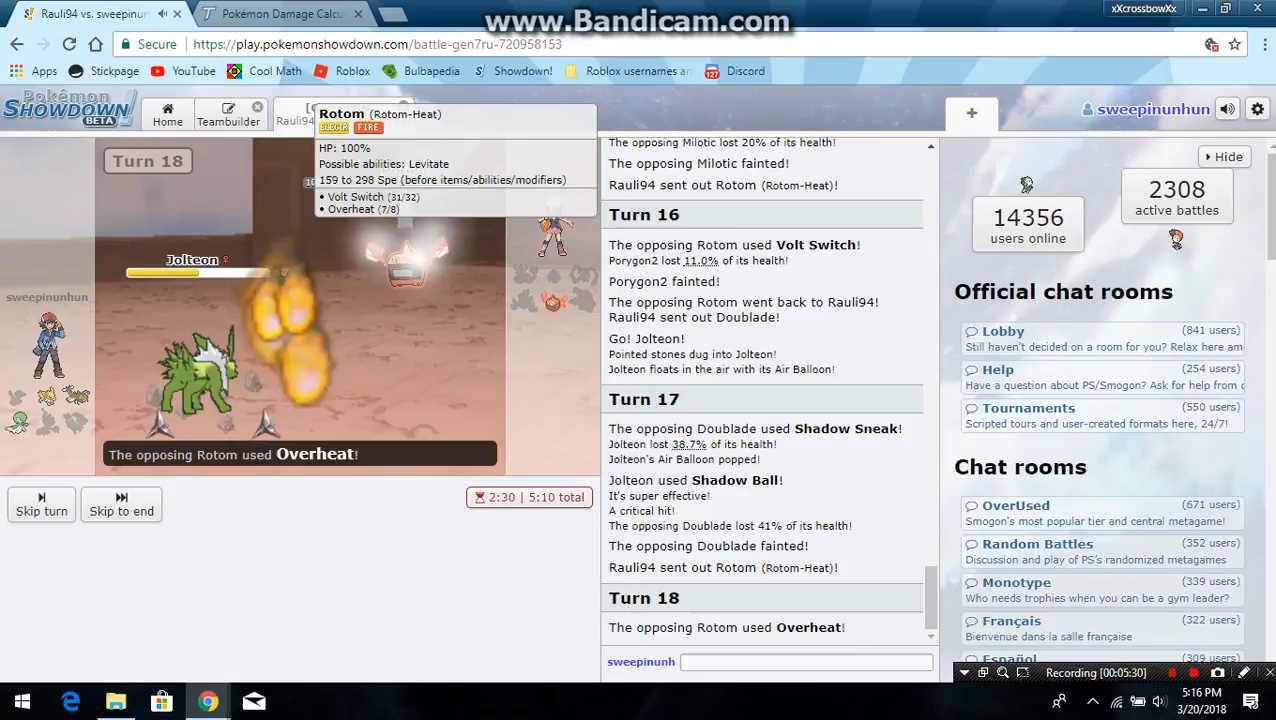 www.Bandicam.com
Rauli94 vs. sweepinun
Pokémon Damage Calcu
xXcrossbowXx
Secure
https://play.pokemonshowdown.com/battle-gen7ru-720958153
Apps
Stickpage
YouTube
Cool Math
Roblox
Bulbapedia
Showdown!
Roblox usernames an
Discord
Pokémon
SHOWDOWN
BETA
Home
Teambuilder
Rauli94
sweepinunhun
Rotom (Rotom-Heat)
ELECTR FIRE
HP: 100%
Possible abilities: Levitate
159 to 298 Spe (before items/abilities/modifiers)
• Volt Switch (31/32)
• Overheat (7/8)
Turn 18
Jolteon ♀
sweepinunhun
The opposing Rotom used Overheat!
Skip turn
Skip to end
2:30 | 5:10 total
The opposing Milotic lost 20% of its health!
The opposing Milotic fainted!
Rauli94 sent out Rotom (Rotom-Heat)!
Turn 16
The opposing Rotom used Volt Switch!
Porygon2 lost 11.0% of its health!
Porygon2 fainted!
The opposing Rotom went back to Rauli94!
Rauli94 sent out Doublade!
Go! Jolteon!
Pointed stones dug into Jolteon!
Jolteon floats in the air with its Air Balloon!
Turn 17
The opposing Doublade used Shadow Sneak!
Jolteon lost 38.7% of its health!
Jolteon's Air Balloon popped!
Jolteon used Shadow Ball!
It's super effective!
A critical hit!
The opposing Doublade lost 41% of its health!
The opposing Doublade fainted!
Rauli94 sent out Rotom (Rotom-Heat)!
Turn 18
The opposing Rotom used Overheat!
sweepinunh
Hide
14356
users online
2308
active battles
Official chat rooms
Lobby (841 users)
Still haven't decided on a room for you? Relax here am
Help (254 users)
Have a question about PS/Smogon? Ask for help from c
Tournaments (550 users)
Scripted tours and user-created formats here, 24/7!
Chat rooms
OverUsed (671 users)
Smogon's most popular tier and central metagame!
Random Battles (352 users)
Discussion and play of PS's randomized metagames
Monotype (339 users)
Who needs trophies when you can be a gym leader?
Français (322 users)
Bienvenue dans la salle française
Español (309 users)
Recording [00:05:30]
5:16 PM
3/20/2018